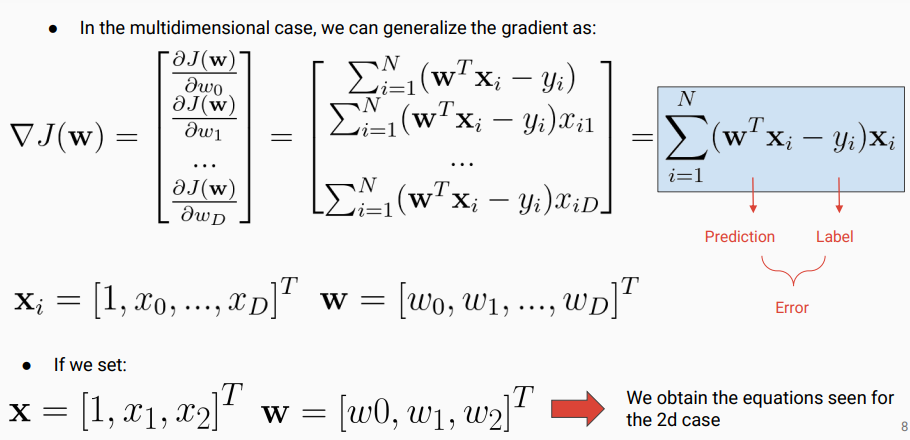 ● In the multidimensional case, we can generalize the gradient as:
$\nabla J(\mathbf{w}) = \begin{bmatrix} \frac{\partial J(\mathbf{w})}{\partial w_0} \\ \frac{\partial J(\mathbf{w})}{\partial w_1} \\ \dots \\ \frac{\partial J(\mathbf{w})}{\partial w_D} \end{bmatrix} = \begin{bmatrix} \sum_{i=1}^{N} (\mathbf{w}^T \mathbf{x}_i - y_i) \\ \sum_{i=1}^{N} (\mathbf{w}^T \mathbf{x}_i - y_i) x_{i1} \\ \dots \\ \sum_{i=1}^{N} (\mathbf{w}^T \mathbf{x}_i - y_i) x_{iD} \end{bmatrix} = \sum_{i=1}^{N} (\mathbf{w}^T \mathbf{x}_i - y_i) \mathbf{x}_i$
Prediction Label
Error
$\mathbf{x}_i = [1, x_0, ..., x_D]^T \quad \mathbf{w} = [w_0, w_1, ..., w_D]^T$
● If we set:
$\mathbf{x} = [1, x_1, x_2]^T \quad \mathbf{w} = [w0, w_1, w_2]^T$
We obtain the equations seen for
the 2d case
8